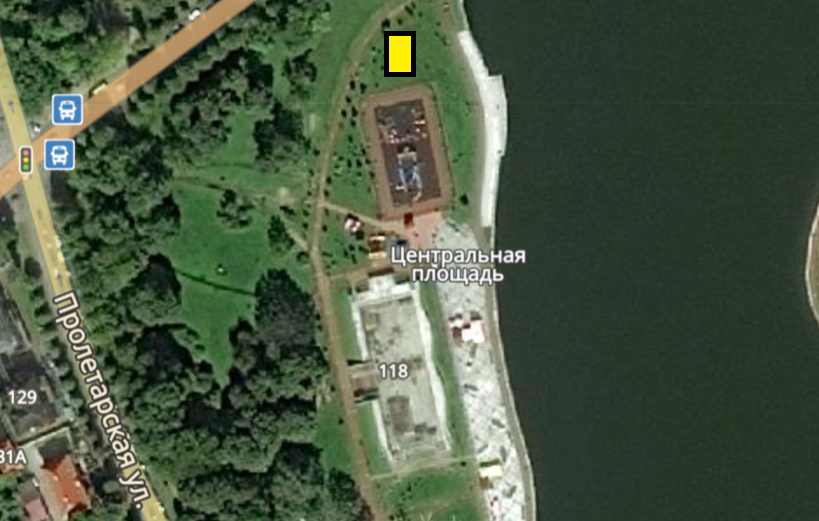 Центральная
площадь
118
Пролетарская ул.
129
31А